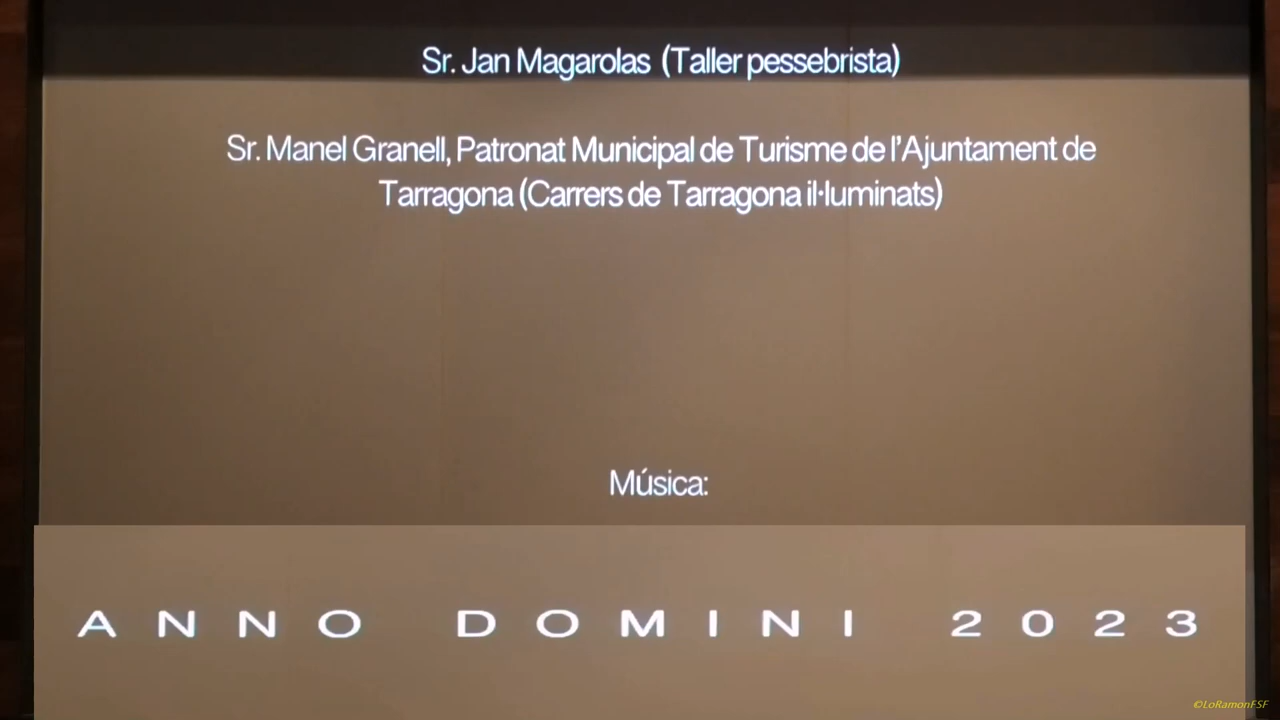 Sr. Jan Magarolas (Taller pessebrista)
Sr. Manel Granell, Patronat Municipal de Turisme de l'Ajuntament de
Tarragona (Carrers de Tarragona il·luminats)
Música:
ANNO DOMINI 2023
©LoRamonFSF